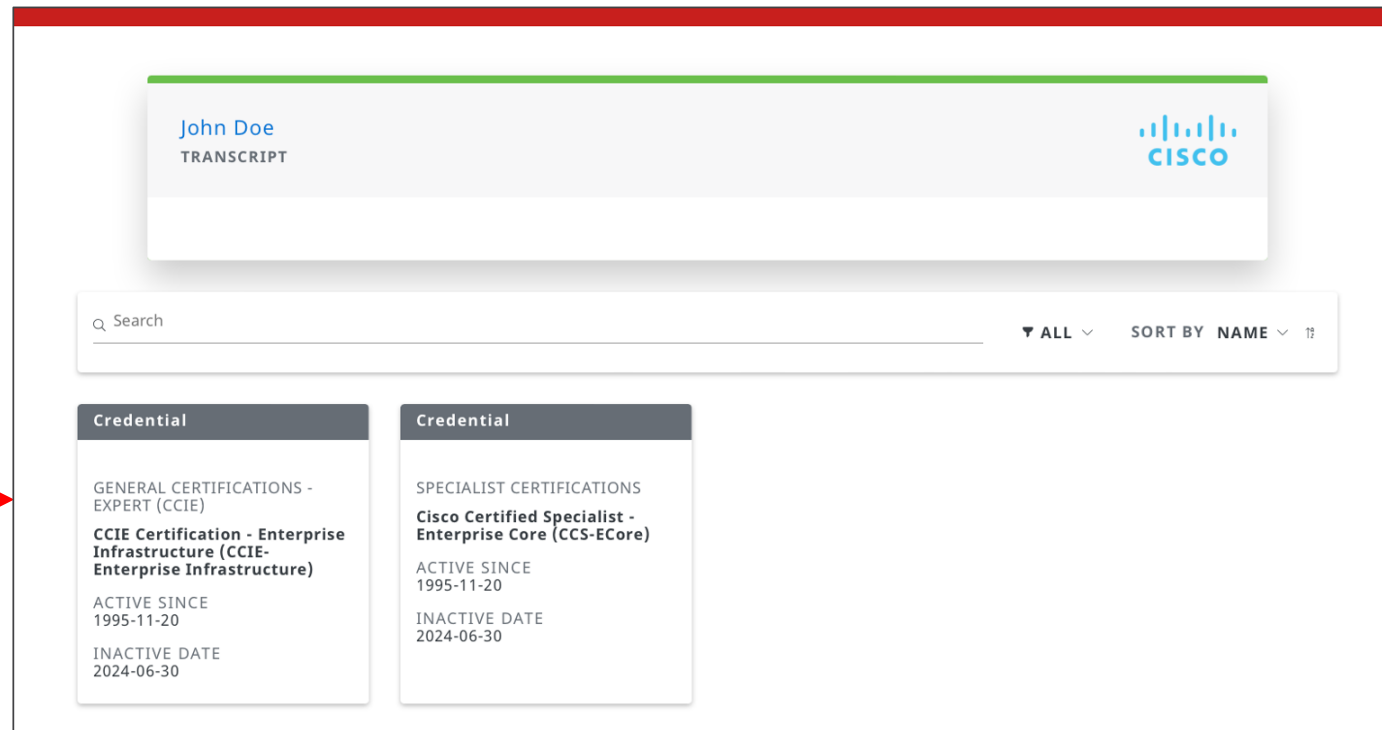 John Doe
TRANSCRIPT
CISCO
Search
ALL
SORT BY NAME
Credential
GENERAL CERTIFICATIONS -
EXPERT (CCIE)
CCIE Certification - Enterprise
Infrastructure (CCIE-
Enterprise Infrastructure)
ACTIVE SINCE
1995-11-20
INACTIVE DATE
2024-06-30
Credential
SPECIALIST CERTIFICATIONS
Cisco Certified Specialist -
Enterprise Core (CCS-ECore)
ACTIVE SINCE
1995-11-20
INACTIVE DATE
2024-06-30